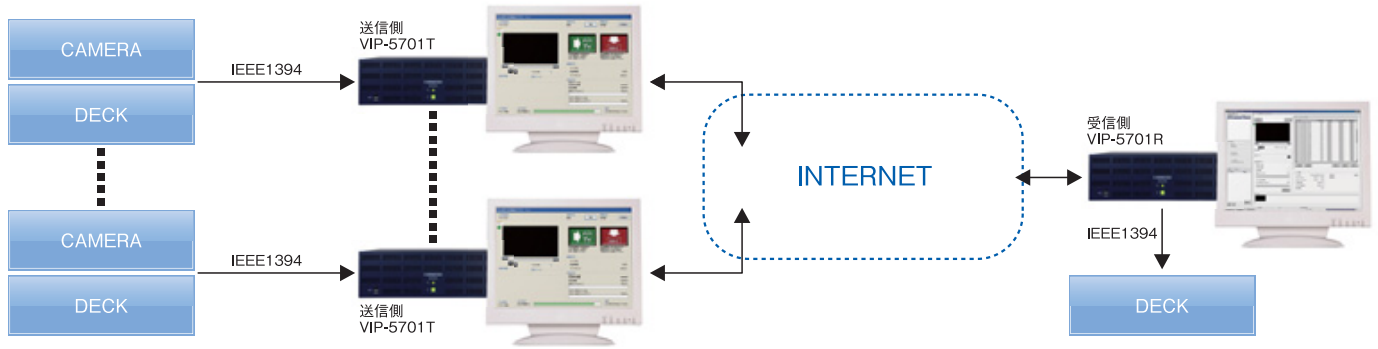 CAMERA
DECK
IEEE1394
送信側
VIP-5701T
CAMERA
DECK
IEEE1394
送信側
VIP-5701T
INTERNET
受信側
VIP-5701R
IEEE1394
DECK